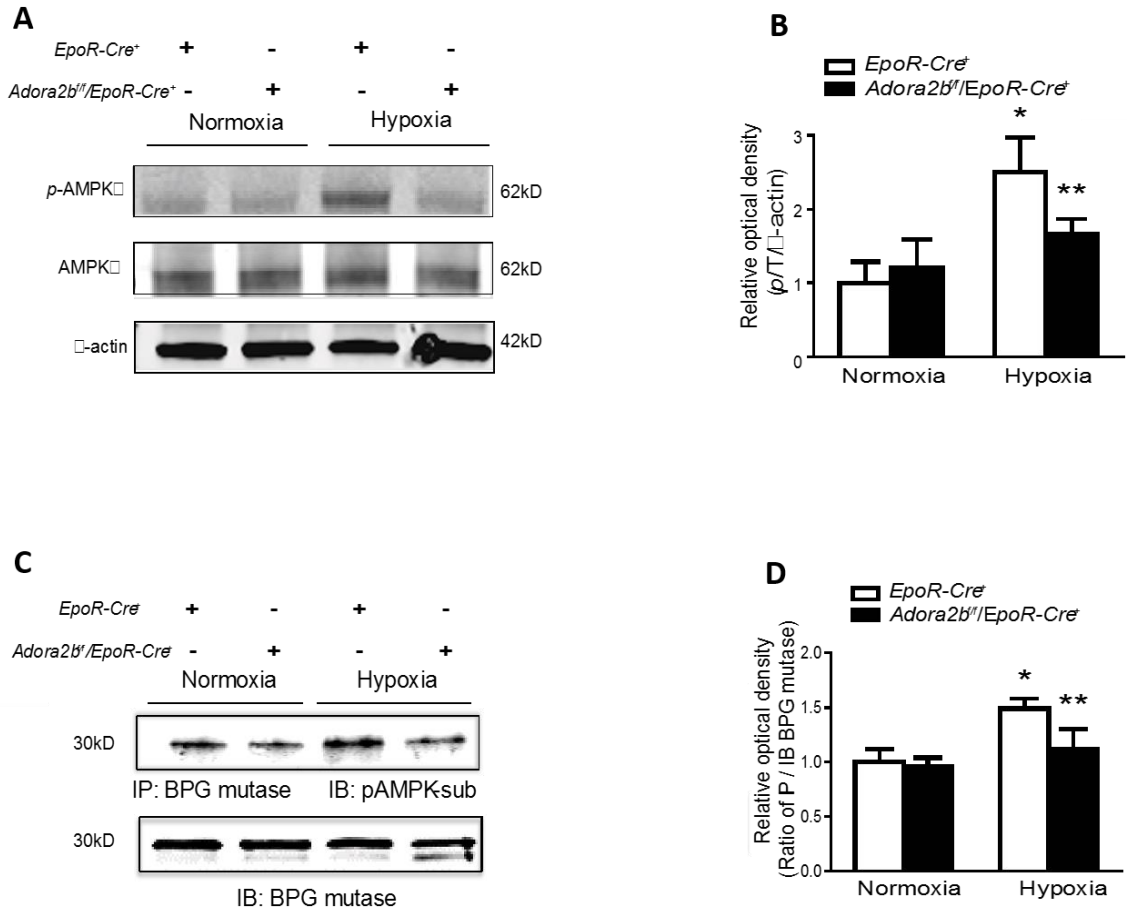 A
EpoR-Cre⁺ + - + -
Adora2bf/f/EpoR-Cre⁺ - + - +
Normoxia Hypoxia
p-AMPK□ 62kD
AMPK□ 62kD
□-actin 42kD
B
EpoR-Cre⁺
Adora2bf/f/EpoR-Cre⁺
Relative optical density
(p/T/□-actin)
3
2
1
0
*
**
Normoxia Hypoxia
C
EpoR-Cre⁺ + - + -
Adora2bf/f/EpoR-Cre⁺ - + - +
Normoxia Hypoxia
30kD
IP: BPG mutase IB: pAMPK-sub
30kD
IB: BPG mutase
D
EpoR-Cre⁺
Adora2bf/f/EpoR-Cre⁺
Relative optical density
(Ratio of P / IB BPG mutase)
2.0
1.5
1.0
0.5
0.0
*
**
Normoxia Hypoxia